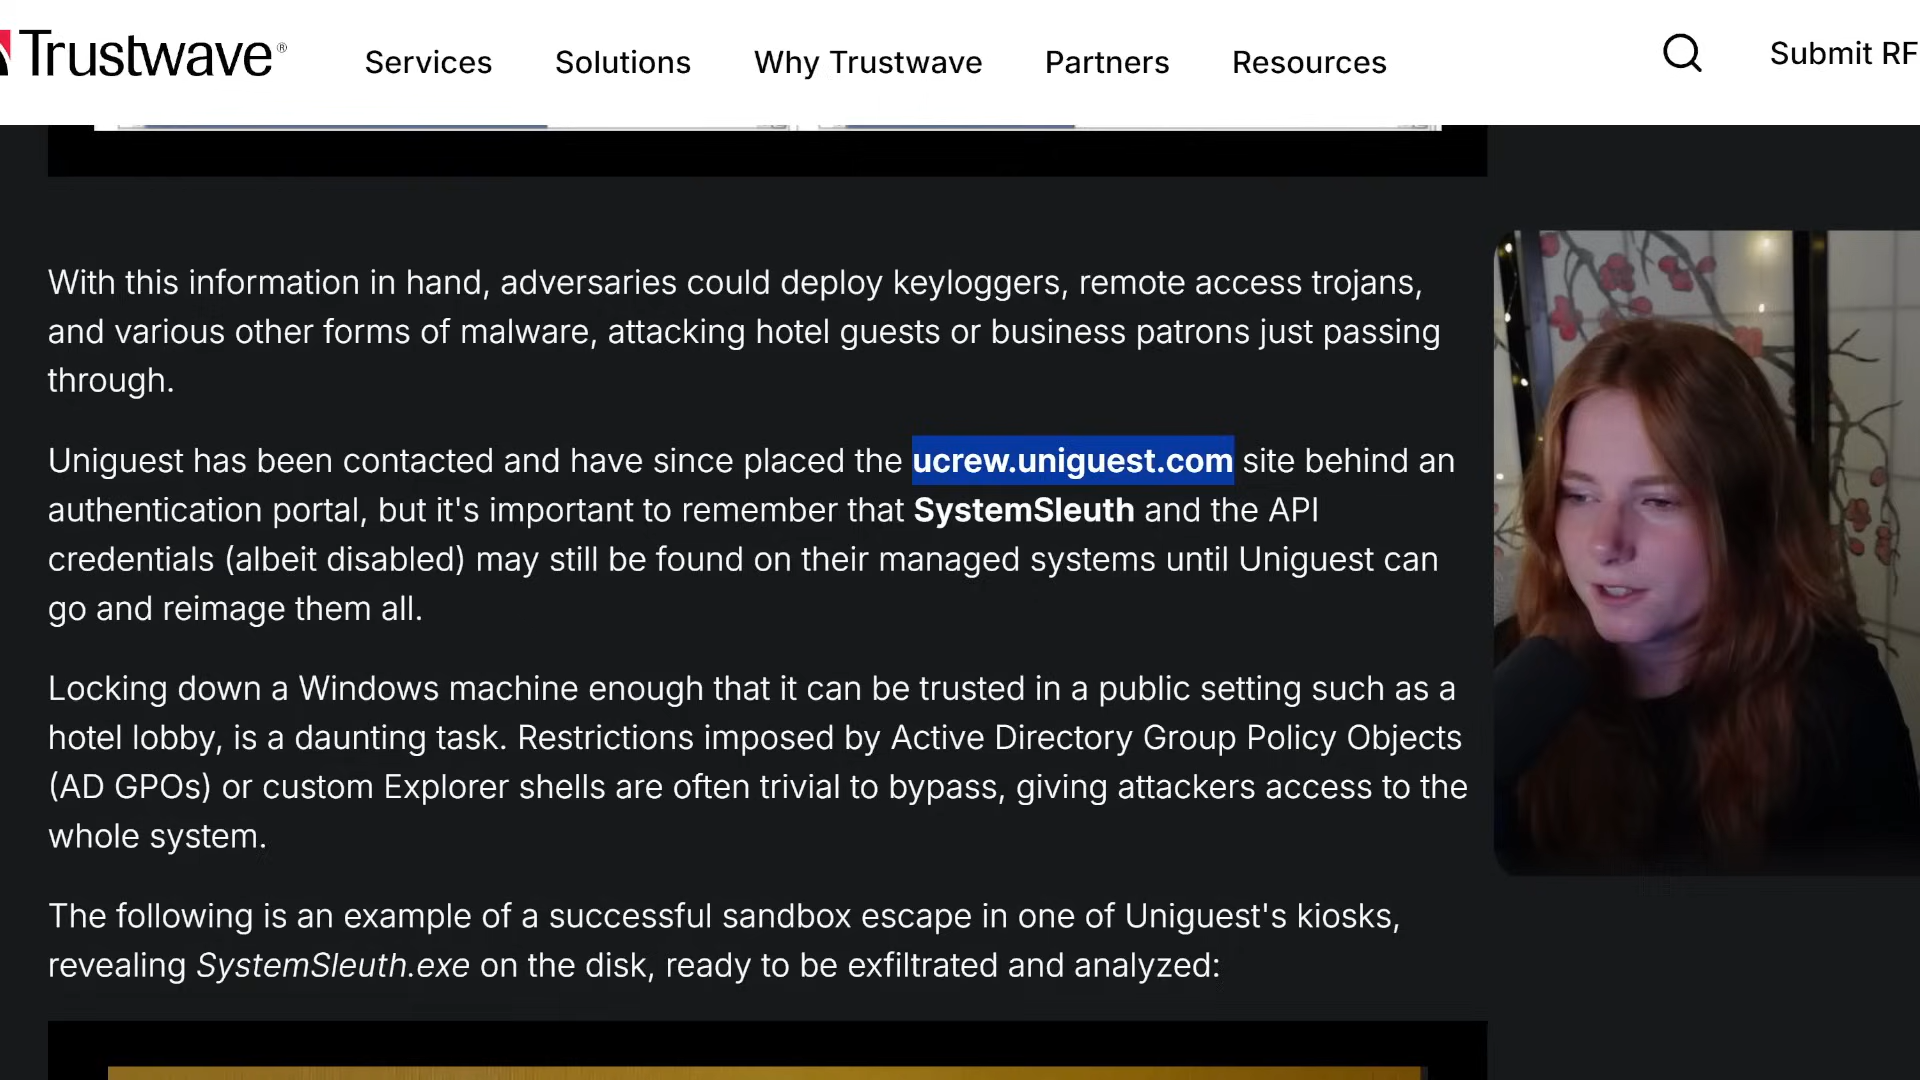 Trustwave®
Services
Solutions
Why Trustwave
Partners
Resources
Submit RF
With this information in hand, adversaries could deploy keyloggers, remote access trojans,
and various other forms of malware, attacking hotel guests or business patrons just passing
through.
Uniguest has been contacted and have since placed the ucrew.uniguest.com site behind an
authentication portal, but it's important to remember that SystemSleuth and the API
credentials (albeit disabled) may still be found on their managed systems until Uniguest can
go and reimage them all.
Locking down a Windows machine enough that it can be trusted in a public setting such as a
hotel lobby, is a daunting task. Restrictions imposed by Active Directory Group Policy Objects
(AD GPOs) or custom Explorer shells are often trivial to bypass, giving attackers access to the
whole system.
The following is an example of a successful sandbox escape in one of Uniguest's kiosks,
revealing SystemSleuth.exe on the disk, ready to be exfiltrated and analyzed: